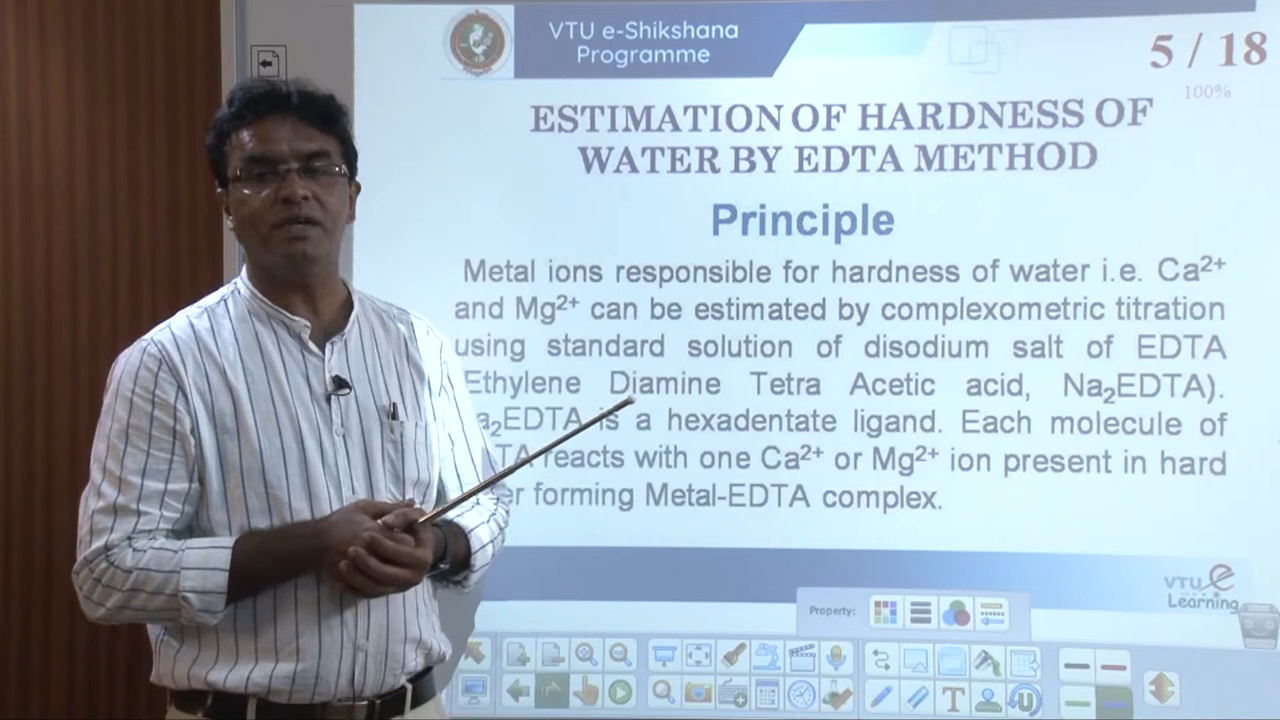 VTU e-Shikshana
Programme
5 / 18
100%
ESTIMATION OF HARDNESS OF
WATER BY EDTA METHOD
Principle
Metal ions responsible for hardness of water i.e. Ca²⁺
and Mg²⁺ can be estimated by complexometric titration
using standard solution of disodium salt of EDTA
Ethylene Diamine Tetra Acetic acid, Na₂EDTA).
a₂EDTA is a hexadentate ligand. Each molecule of
TA reacts with one Ca²⁺ or Mg²⁺ ion present in hard
er forming Metal-EDTA complex.
VTU e
Learning
Property:
T